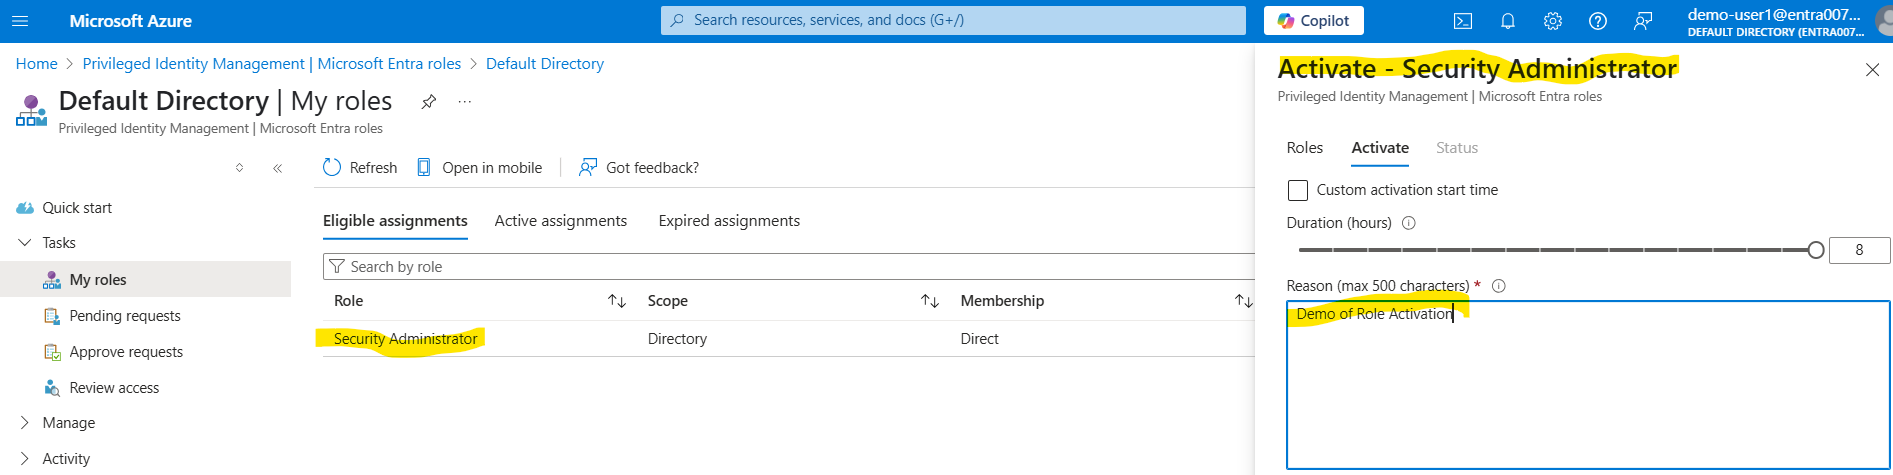 Microsoft Azure
Search resources, services, and docs (G+/)
Copilot
demo-user1@entra007...
DEFAULT DIRECTORY (ENTRA007...
Home > Privileged Identity Management | Microsoft Entra roles > Default Directory
Default Directory | My roles
...
Privileged Identity Management | Microsoft Entra roles
«
Quick start
Tasks
My roles
Pending requests
Approve requests
Review access
Manage
Activity
Refresh
Open in mobile
Got feedback?
Eligible assignments
Active assignments
Expired assignments
Search by role
Role
Scope
Membership
Security Administrator
Directory
Direct
Activate - Security Administrator
Privileged Identity Management | Microsoft Entra roles
Roles
Activate
Status
Custom activation start time
Duration (hours)
8
Reason (max 500 characters) *
Demo of Role Activation